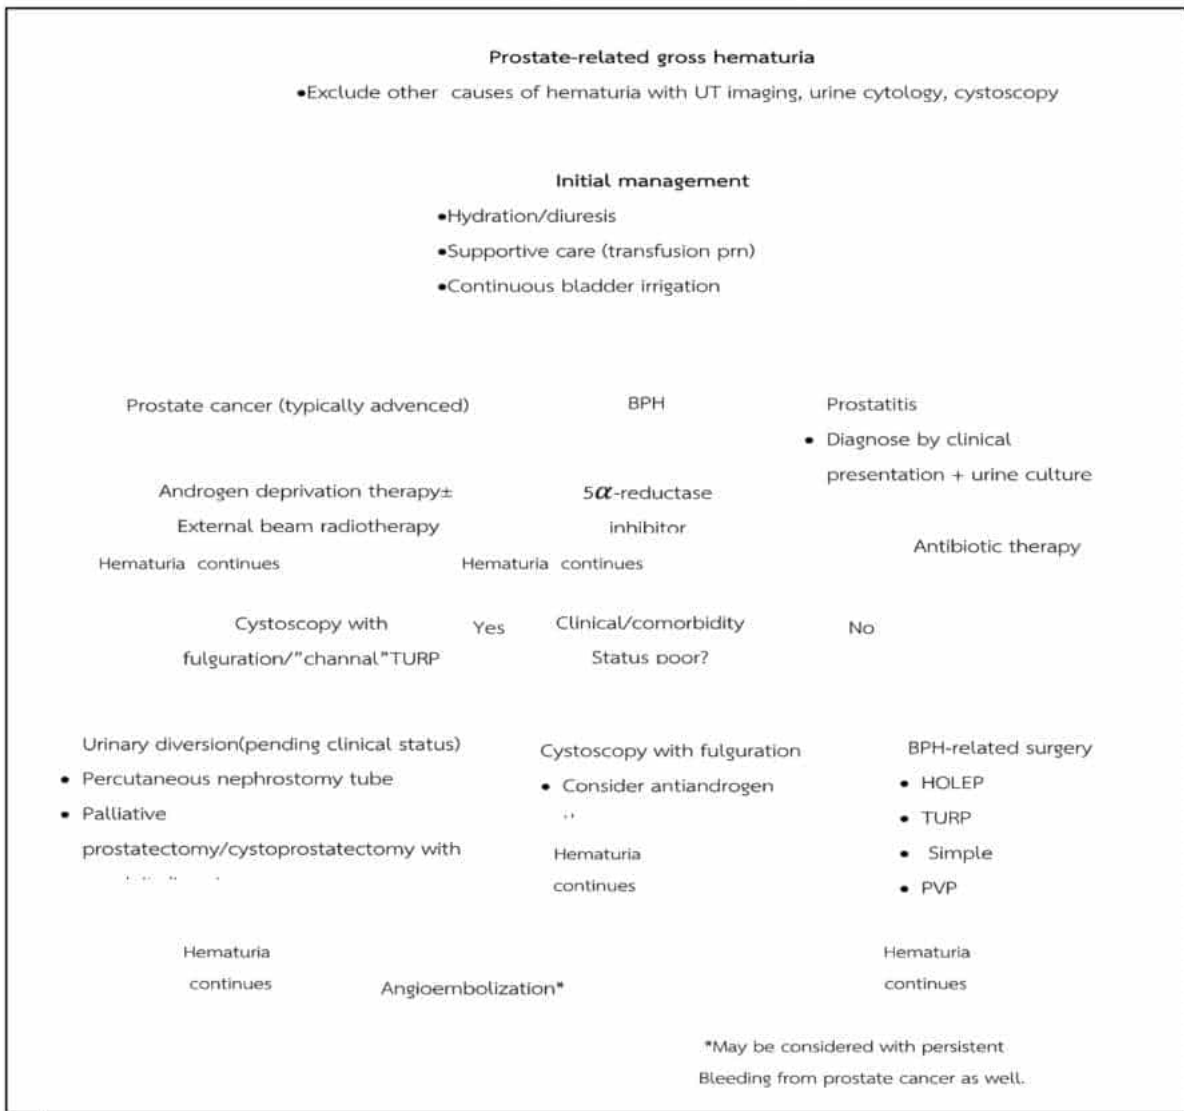 Prostate-related gross hematuria
•Exclude other causes of hematuria with UT imaging, urine cytology, cystoscopy
Initial management
•Hydration/diuresis
•Supportive care (transfusion prn)
•Continuous bladder irrigation
Prostate cancer (typically advenced)
BPH
Prostatitis
• Diagnose by clinical
presentation + urine culture
Androgen deprivation therapy±
External beam radiotherapy
5α-reductase
inhibitor
Antibiotic therapy
Hematuria continues
Hematuria continues
Cystoscopy with
fulguration/"channal"TURP
Yes
Clinical/comorbidity
Status poor?
No
Urinary diversion(pending clinical status)
• Percutaneous nephrostomy tube
• Palliative
prostatectomy/cystoprostatectomy with
Cystoscopy with fulguration
• Consider antiandrogen
Hematuria
continues
BPH-related surgery
• HOLEP
• TURP
• Simple
• PVP
Hematuria
continues
Angioembolization*
Hematuria
continues
*May be considered with persistent
Bleeding from prostate cancer as well.